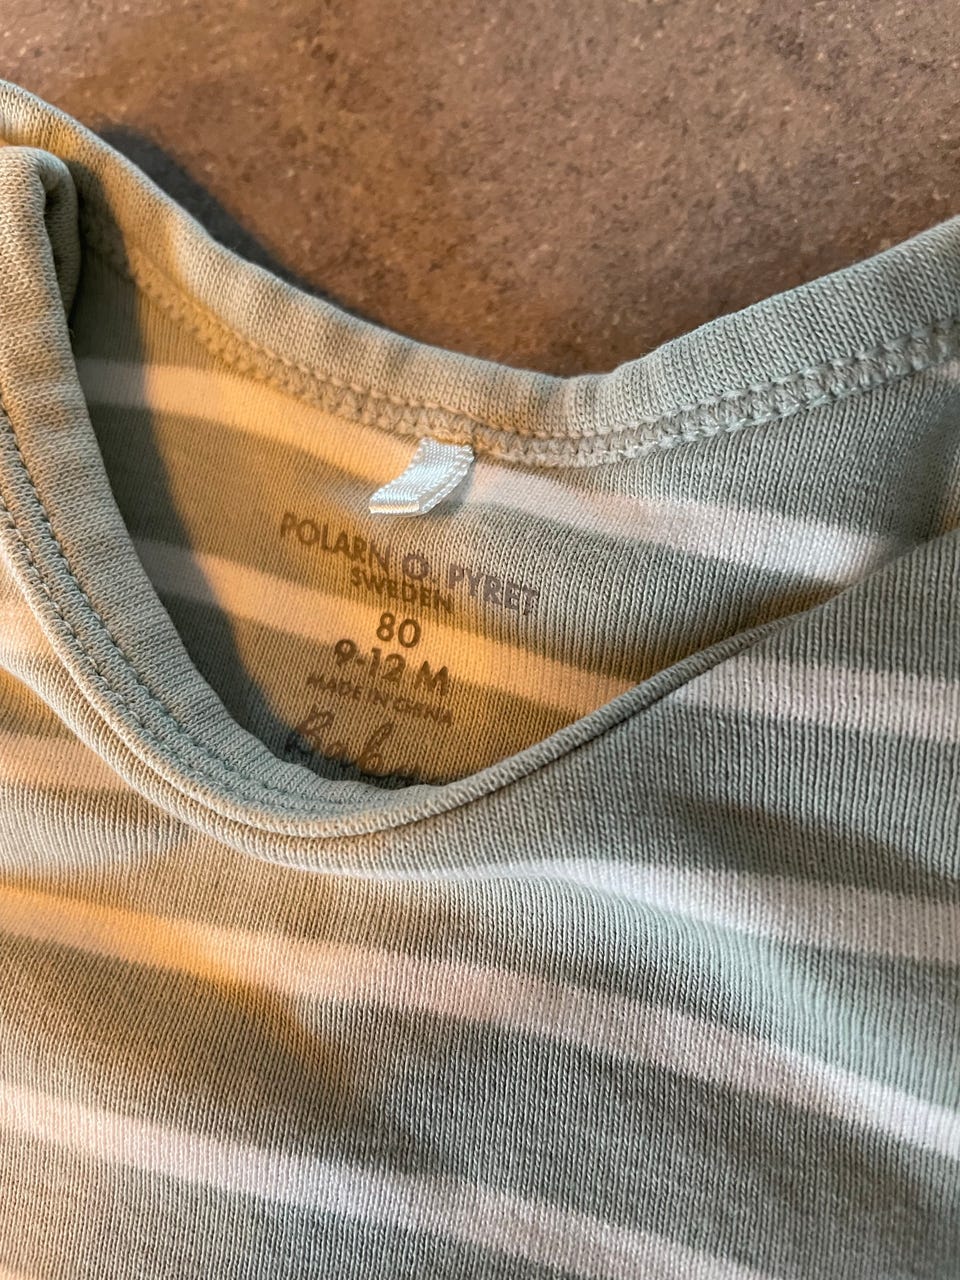 POLARN O. PYRET
SWEDEN
80
9-12 M
MADE IN CHINA